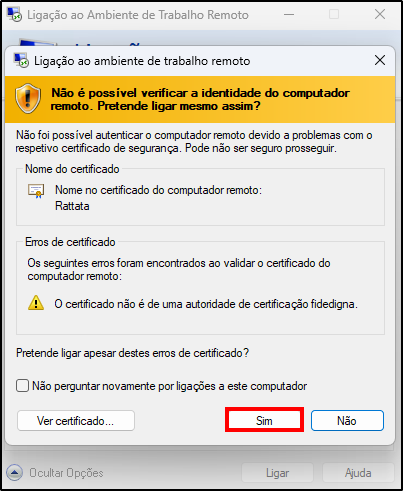 Ligação ao Ambiente de Trabalho Remoto
Ligação ao ambiente de trabalho remoto
Não é possível verificar a identidade do computador
remoto. Pretende ligar mesmo assim?
Não foi possível autenticar o computador remoto devido a problemas com o
respetivo certificado de segurança. Pode não ser seguro prosseguir.
Nome do certificado
Nome no certificado do computador remoto:
Rattata
Erros de certificado
Os seguintes erros foram encontrados ao validar o certificado do
computador remoto:
O certificado não é de uma autoridade de certificação fidedigna.
Pretende ligar apesar destes erros de certificado?
Não perguntar novamente por ligações a este computador
Ver certificado... Sim Não
Ocultar Opções Ligar Ajuda